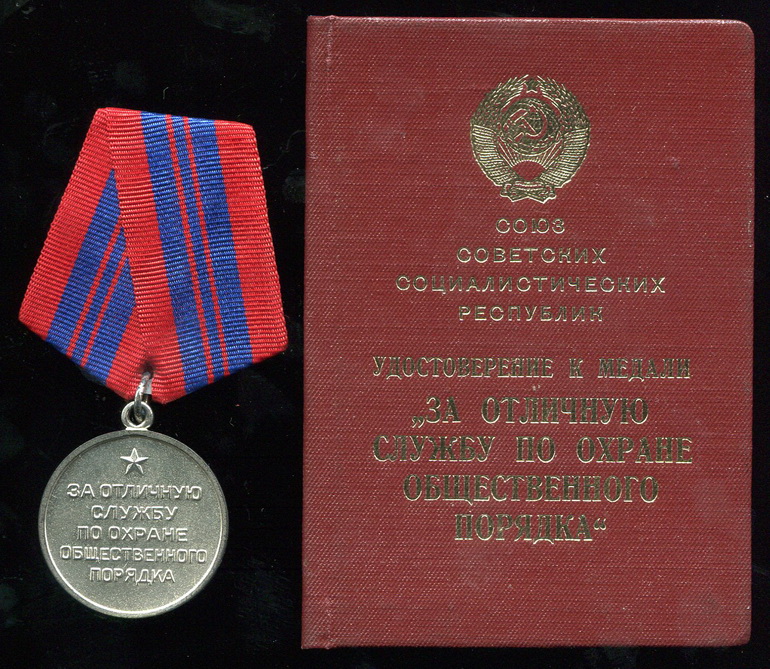 ЗА ОТЛИЧНУЮ
СЛУЖБУ
ПО ОХРАНЕ
ОБЩЕСТВЕННОГО
ПОРЯДКА
СОЮЗ
СОВЕТСКИХ
СОЦИАЛИСТИЧЕСКИХ
РЕСПУБЛИК
УДОСТОВЕРЕНИЕ К МЕДАЛИ
„ЗА ОТЛИЧНУЮ
СЛУЖБУ ПО ОХРАНЕ
ОБЩЕСТВЕННОГО
ПОРЯДКА“